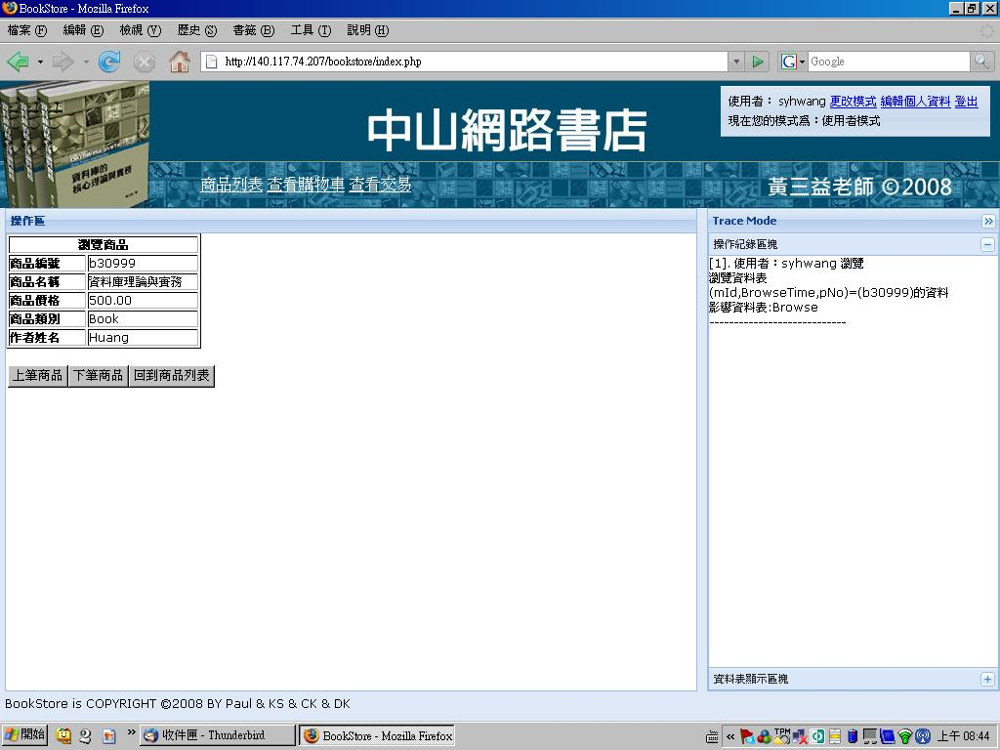 BookStore - Mozilla Firefox
檔案 (F) 編輯 (E) 檢視 (V) 歷史 (S) 書籤 (B) 工具 (T) 說明 (H)
http://140.117.74.207/bookstore/index.php
G Google
資料庫的
核心理論與實務
中山網路書店
使用者： syhwang 更改模式 編輯個人資料 登出
現在您的模式為：使用者模式
商品列表 查看購物車 查看交易
黃三益老師 ©2008
操作區
瀏覽商品
商品編號 b30999
商品名稱 資料庫理論與實務
商品價格 500.00
商品類別 Book
作者姓名 Huang
上筆商品 下筆商品 回到商品列表
Trace Mode
操作紀錄區塊
[1]. 使用者：syhwang 瀏覽
瀏覽資料表
(mId,BrowseTime,pNo)=(b30999)的資料
影響資料表:Browse
----------------------------
資料表顯示區塊
BookStore is COPYRIGHT ©2008 BY Paul & KS & CK & DK
開始 收件匣 - Thunderbird BookStore - Mozilla Firefox TPM 上午 08:44